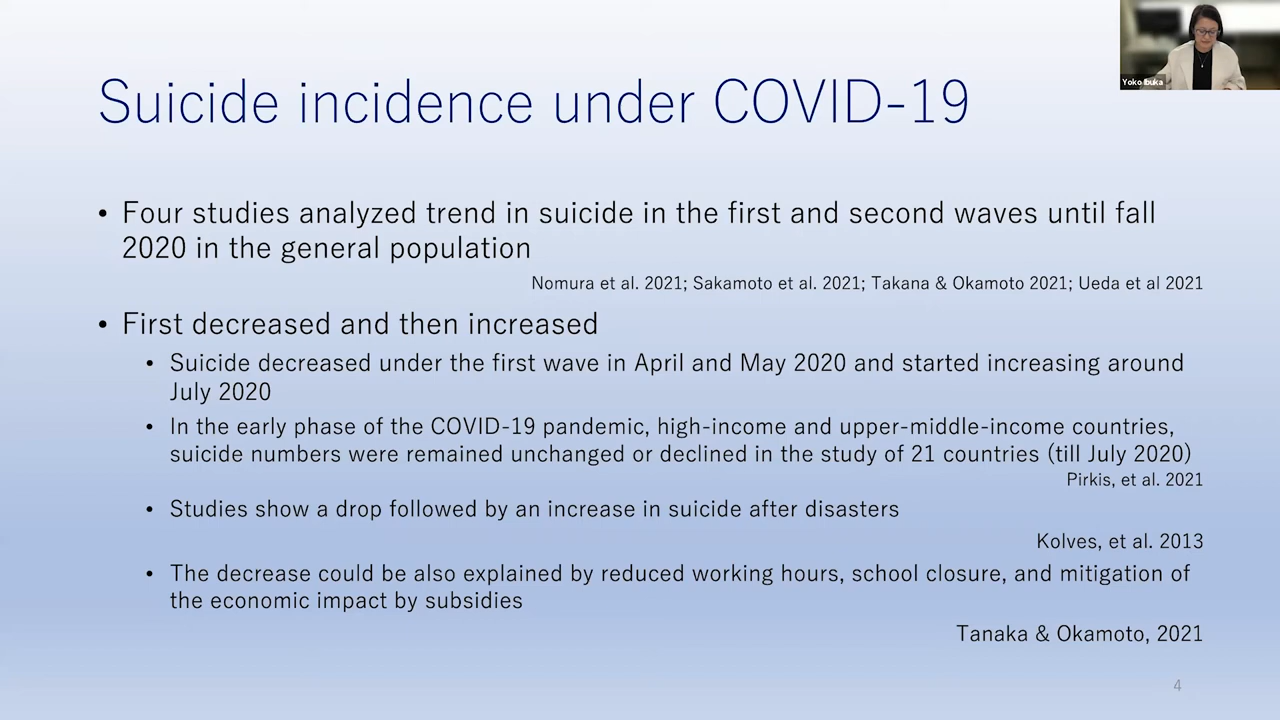 Yoko Ibuka
Suicide incidence under COVID-19
• Four studies analyzed trend in suicide in the first and second waves until fall
2020 in the general population
Nomura et al. 2021; Sakamoto et al. 2021; Takana & Okamoto 2021; Ueda et al 2021
• First decreased and then increased
• Suicide decreased under the first wave in April and May 2020 and started increasing around
July 2020
• In the early phase of the COVID-19 pandemic, high-income and upper-middle-income countries,
suicide numbers were remained unchanged or declined in the study of 21 countries (till July 2020)
Pirkis, et al. 2021
• Studies show a drop followed by an increase in suicide after disasters
Kolves, et al. 2013
• The decrease could be also explained by reduced working hours, school closure, and mitigation of
the economic impact by subsidies
Tanaka & Okamoto, 2021
4